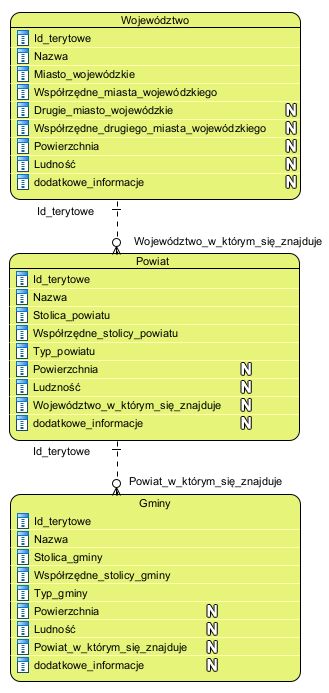 Województwo
Id_terytowe
Nazwa
Miasto_wojewódzkie
Współrzędne_miasta_wojewódzkiego
Drugie_miasto_wojewódzkie N
Współrzędne_drugiego_miasta_wojewódzkiego N
Powierzchnia N
Ludność N
dodatkowe_informacje N
Id_terytowe
Województwo_w_którym_się_znajduje
Powiat
Id_terytowe
Nazwa
Stolica_powiatu
Współrzędne_stolicy_powiatu
Typ_powiatu
Powierzchnia N
Ludzność N
Województwo_w_którym_się_znajduje N
dodatkowe_informacje N
Id_terytowe
Powiat_w_którym_się_znajduje
Gminy
Id_terytowe
Nazwa
Stolica_gminy
Współrzędne_stolicy_gminy
Typ_gminy
Powierzchnia N
Ludność N
Powiat_w_którym_się_znajduje N
dodatkowe_informacje N